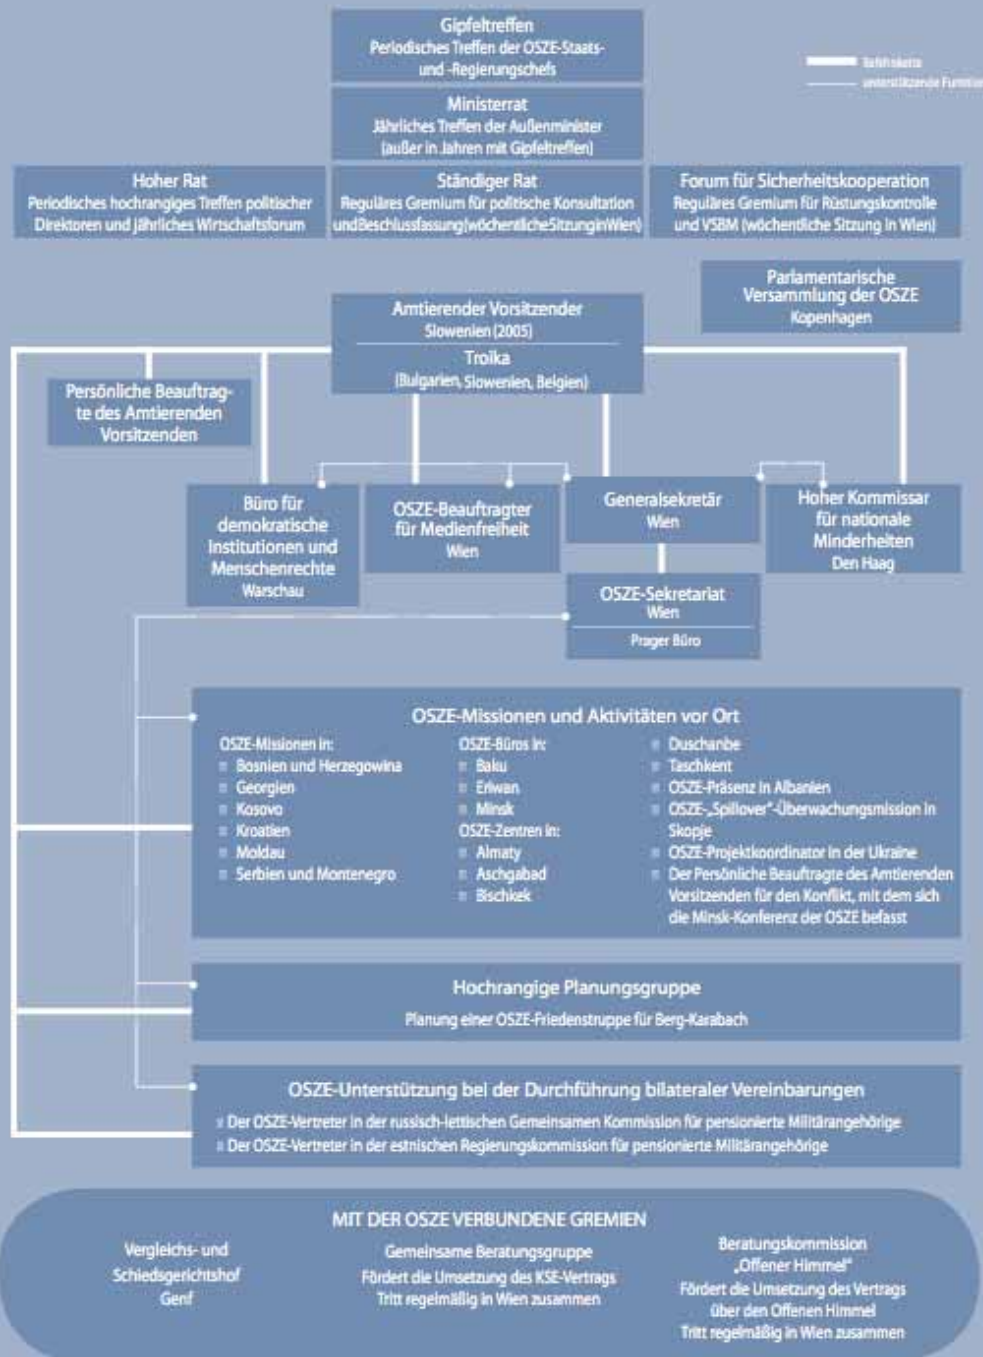 Gipfeltreffen
Periodisches Treffen der OSZE-Staats-
und -Regierungschefs
Befehlskette
unterstützende Funktion
Ministerrat
Jährliches Treffen der Außenminister
(außer in Jahren mit Gipfeltreffen)
Hoher Rat
Periodisches hochrangiges Treffen politischer
Direktoren und jährliches Wirtschaftsforum
Ständiger Rat
Reguläres Gremium für politische Konsultation
undBeschlussfassung(wöchentlicheSitzunginWien)
Forum für Sicherheitskooperation
Reguläres Gremium für Rüstungskontrolle
und VSBM (wöchentliche Sitzung in Wien)
Parlamentarische
Versammlung der OSZE
Kopenhagen
Amtierender Vorsitzender
Slowenien (2005)
Troika
(Bulgarien, Slowenien, Belgien)
Persönliche Beauftrag-
te des Amtierenden
Vorsitzenden
Büro für
demokratische
Institutionen und
Menschenrechte
Warschau
OSZE-Beauftragter
für Medienfreiheit
Wien
Generalsekretär
Wien
Hoher Kommissar
für nationale
Minderheiten
Den Haag
OSZE-Sekretariat
Wien
Prager Büro
OSZE-Missionen und Aktivitäten vor Ort
OSZE-Missionen in:
Bosnien und Herzegowina
Georgien
Kosovo
Kroatien
Moldau
Serbien und Montenegro
OSZE-Büros in:
Baku
Eriwan
Minsk
OSZE-Zentren in:
Almaty
Aschgabad
Bischkek
Duschanbe
Taschkent
OSZE-Präsenz in Albanien
OSZE-„Spillover“-Überwachungsmission in
Skopje
OSZE-Projektkoordinator in der Ukraine
Der Persönliche Beauftragte des Amtierenden
Vorsitzenden für den Konflikt, mit dem sich
die Minsk-Konferenz der OSZE befasst
Hochrangige Planungsgruppe
Planung einer OSZE-Friedenstruppe für Berg-Karabach
OSZE-Unterstützung bei der Durchführung bilateraler Vereinbarungen
Der OSZE-Vertreter in der russisch-lettischen Gemeinsamen Kommission für pensionierte Militärangehörige
Der OSZE-Vertreter in der estnischen Regierungskommission für pensionierte Militärangehörige
MIT DER OSZE VERBUNDENE GREMIEN
Vergleichs- und
Schiedsgerichtshof
Genf
Gemeinsame Beratungsgruppe
Fördert die Umsetzung des KSE-Vertrags
Tritt regelmäßig in Wien zusammen
Beratungskommission
„Offener Himmel“
Fördert die Umsetzung des Vertrags
über den Offenen Himmel
Tritt regelmäßig in Wien zusammen